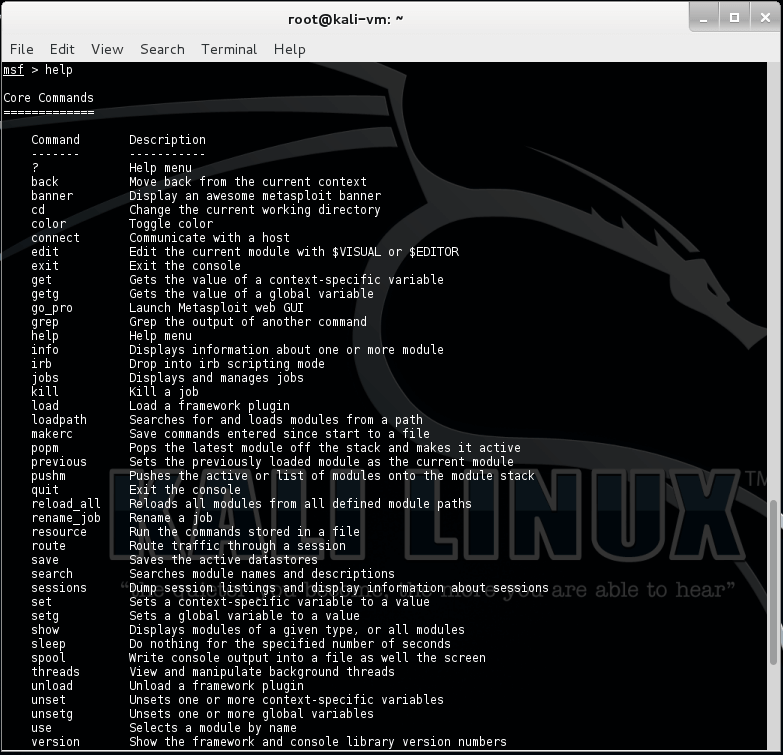 root@kali-vm: ~
File Edit View Search Terminal Help
msf > help
Core Commands
=============
Command Description
------- -----------
? Help menu
back Move back from the current context
banner Display an awesome metasploit banner
cd Change the current working directory
color Toggle color
connect Communicate with a host
edit Edit the current module with $VISUAL or $EDITOR
exit Exit the console
get Gets the value of a context-specific variable
getg Gets the value of a global variable
go_pro Launch Metasploit web GUI
grep Grep the output of another command
help Help menu
info Displays information about one or more module
irb Drop into irb scripting mode
jobs Displays and manages jobs
kill Kill a job
load Load a framework plugin
loadpath Searches for and loads modules from a path
makerc Save commands entered since start to a file
popm Pops the latest module off the stack and makes it active
previous Sets the previously loaded module as the current module
pushm Pushes the active or list of modules onto the module stack
quit Exit the console
reload_all Reloads all modules from all defined module paths
rename_job Rename a job
resource Run the commands stored in a file
route Route traffic through a session
save Saves the active datastores
search Searches module names and descriptions
sessions Dump session listings and display information about sessions
set Sets a context-specific variable to a value
setg Sets a global variable to a value
show Displays modules of a given type, or all modules
sleep Do nothing for the specified number of seconds
spool Write console output into a file as well the screen
threads View and manipulate background threads
unload Unload a framework plugin
unset Unsets one or more context-specific variables
unsetg Unsets one or more global variables
use Selects a module by name
version Show the framework and console library version numbers
KALI LINUX TM
the more you are able to hear”